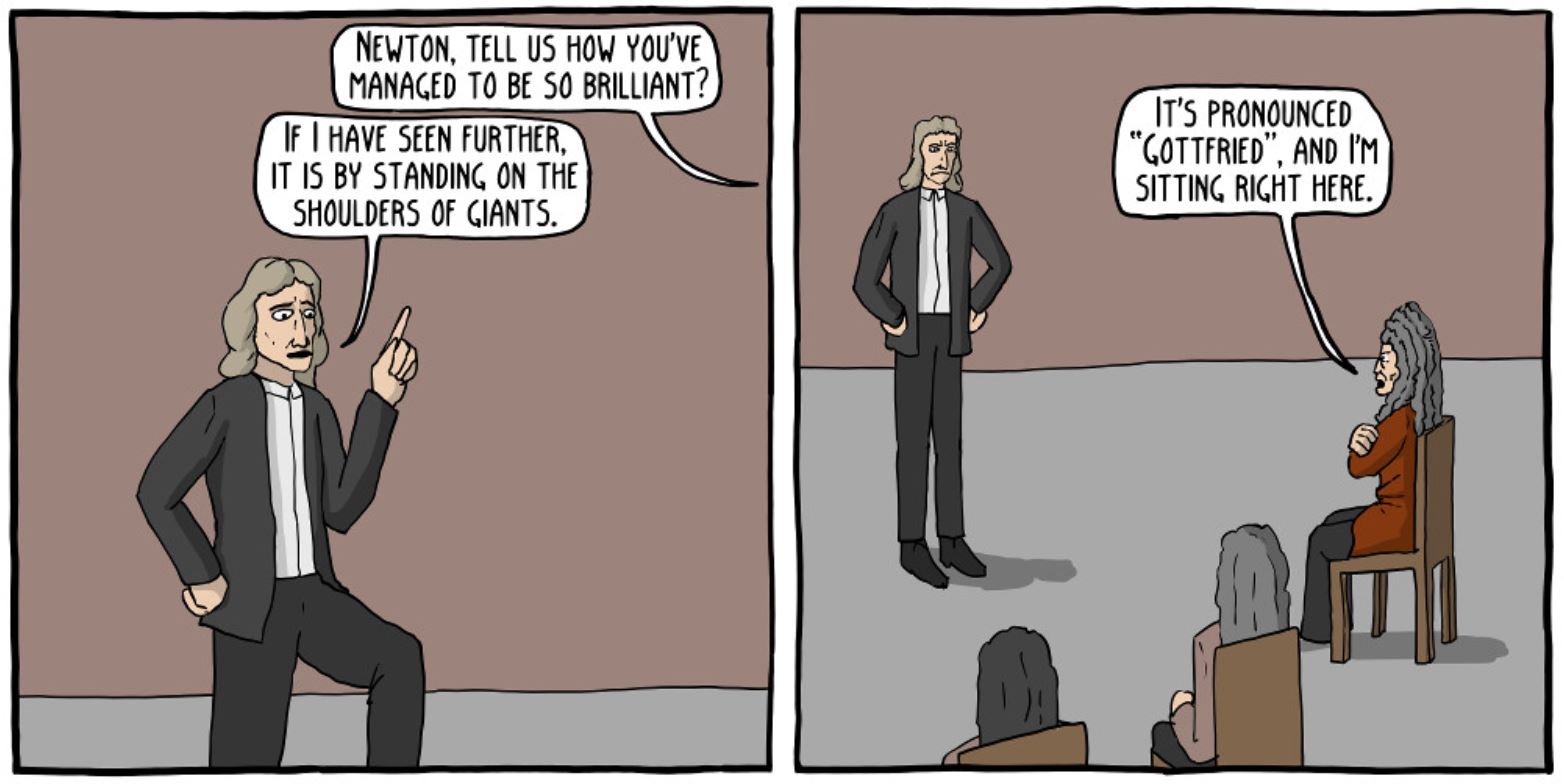 NEWTON, TELL US HOW YOU'VE
MANAGED TO BE SO BRILLIANT?
IF I HAVE SEEN FURTHER,
IT IS BY STANDING ON THE
SHOULDERS OF GIANTS.
IT'S PRONOUNCED
"GOTTFRIED", AND I'M
SITTING RIGHT HERE.